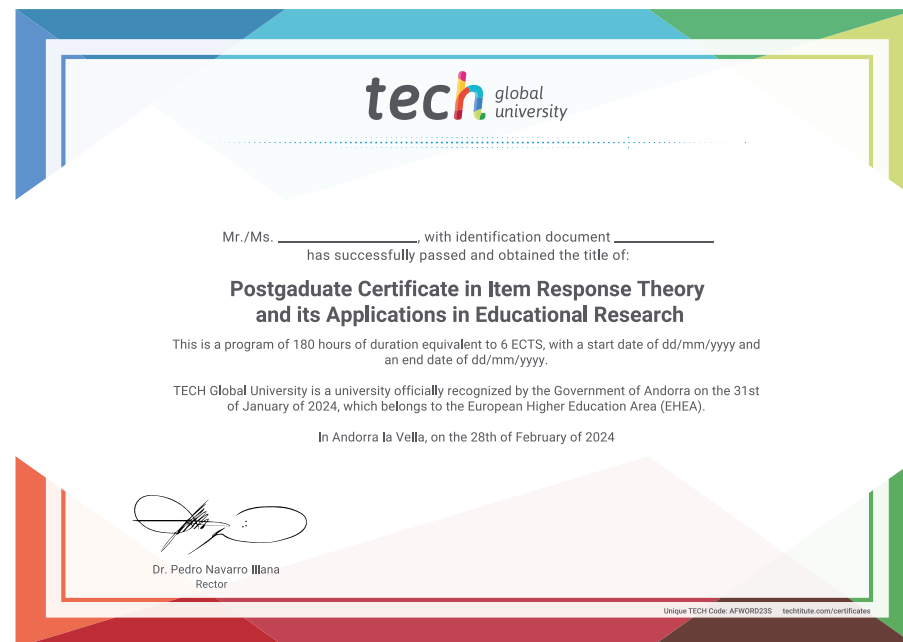 tech global
university
Mr./Ms. ____________, with identification document ____________
has successfully passed and obtained the title of:
Postgaduate Certificate in Item Response Theory
and its Applications in Educational Research
This is a program of 180 hours of duration equivalent to 6 ECTS, with a start date of dd/mm/yyyy and
an end date of dd/mm/yyyy.
TECH Global University is a university officially recognized by the Government of Andorra on the 31st
of January of 2024, which belongs to the European Higher Education Area (EHEA).
In Andorra la Vella, on the 28th of February of 2024
Dr. Pedro Navarro Illana
Rector
Unique TECH Code: AFWORD23S techtitute.com/certificates